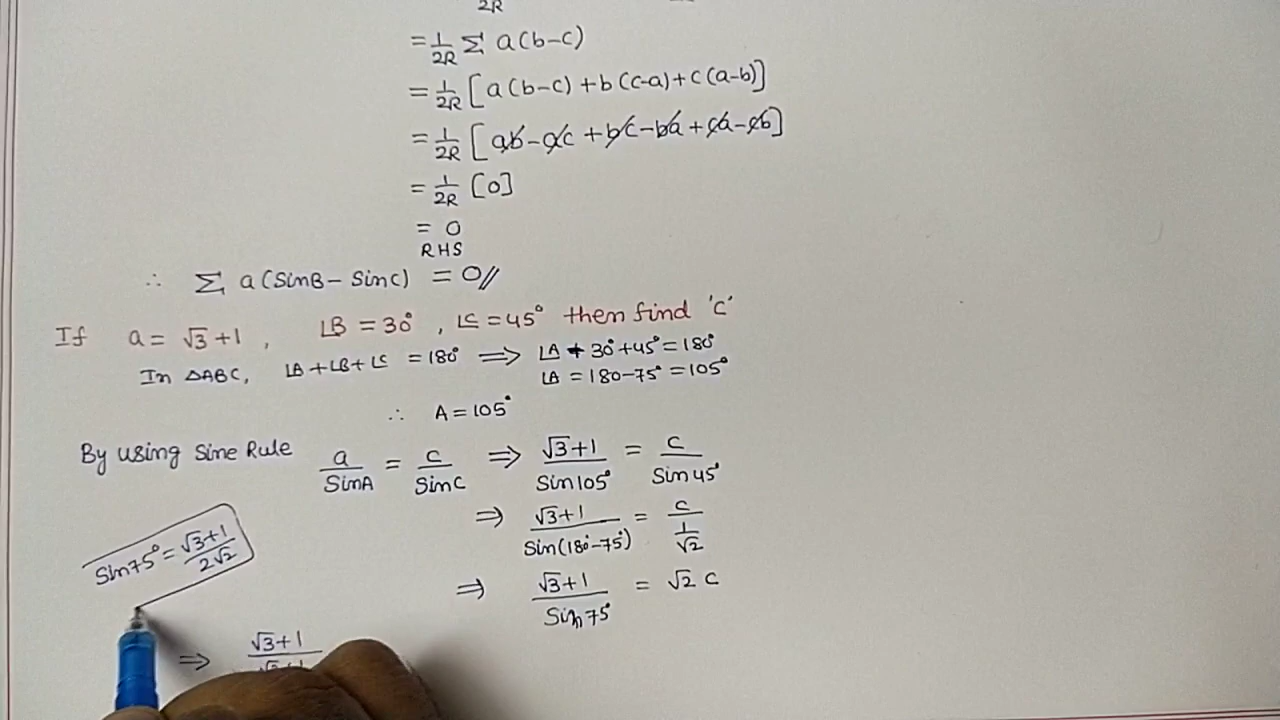 2R
= 1/2R Σ a(b-c)
= 1/2R [a(b-c) + b(c-a) + c(a-b)]
= 1/2R [ab - ac + bc - ba + ca - cb]
= 1/2R [0]
= 0
RHS
∴ Σ a(SinB - SinC) = 0//
If a = √3+1, ∠B = 30°, ∠C = 45° then find 'c'
In ΔABC, ∠A + ∠B + ∠C = 180° ⟹ ∠A + 30° + 45° = 180°
∠A = 180 - 75° = 105°
∴ A = 105°
By using Sine Rule a/SinA = c/SinC ⟹ √3+1/Sin105° = c/Sin45°
⟹ √3+1/Sin(180°-75°) = c/1/√2
Sin75° = √3+1/2√2
⟹ √3+1/Sin75° = √2 c
⟹ √3+1